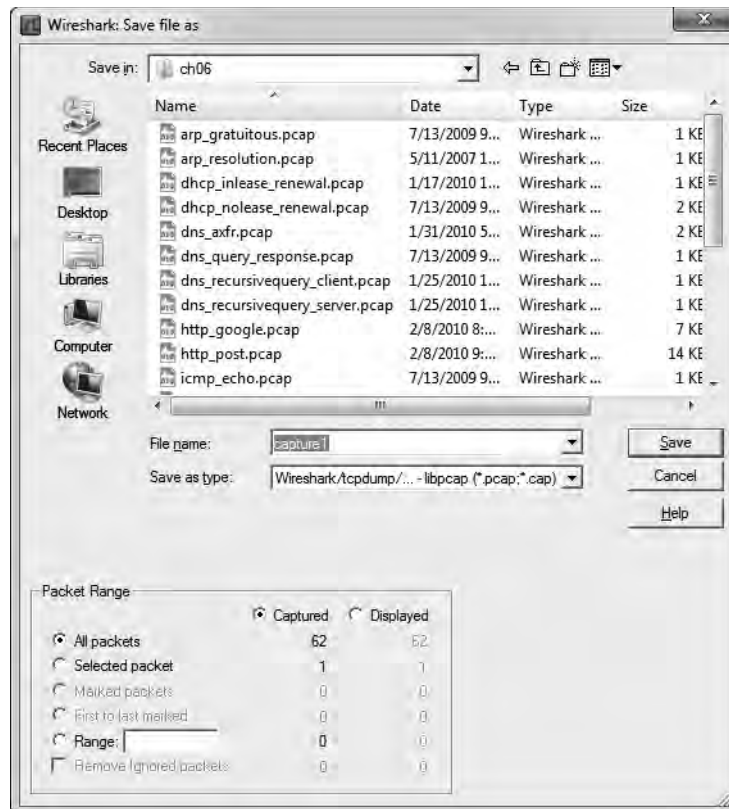 Wireshark: Save file as
Save in: ch06
Name Date Type Size
Recent Places
Desktop
Libraries
Computer
Network
arp_gratuitous.pcap 7/13/2009 9... Wireshark ... 1 KE
arp_resolution.pcap 5/11/2007 1... Wireshark ... 1 KE
dhcp_inlease_renewal.pcap 1/17/2010 1... Wireshark ... 1 KE
dhcp_nolease_renewal.pcap 7/13/2009 9... Wireshark ... 2 KE
dns_axfr.pcap 1/31/2010 5... Wireshark ... 2 KE
dns_query_response.pcap 7/13/2009 9... Wireshark ... 1 KE
dns_recursivequery_client.pcap 1/25/2010 1... Wireshark ... 1 KE
dns_recursivequery_server.pcap 1/25/2010 1... Wireshark ... 1 KE
http_google.pcap 2/8/2010 8:... Wireshark ... 7 KE
http_post.pcap 2/8/2010 9:... Wireshark ... 14 KE
icmp_echo.pcap 7/13/2009 9... Wireshark ... 1 KE
File name: capture1 Save
Save as type: Wireshark/tcpdump/... - libpcap (*.pcap;*.cap) Cancel
Help
Packet Range
Captured Displayed
All packets 62 62
Selected packet 1 1
Marked packets 0 0
First to last marked 0 0
Range: 0 0
Remove Ignored packets 0 0